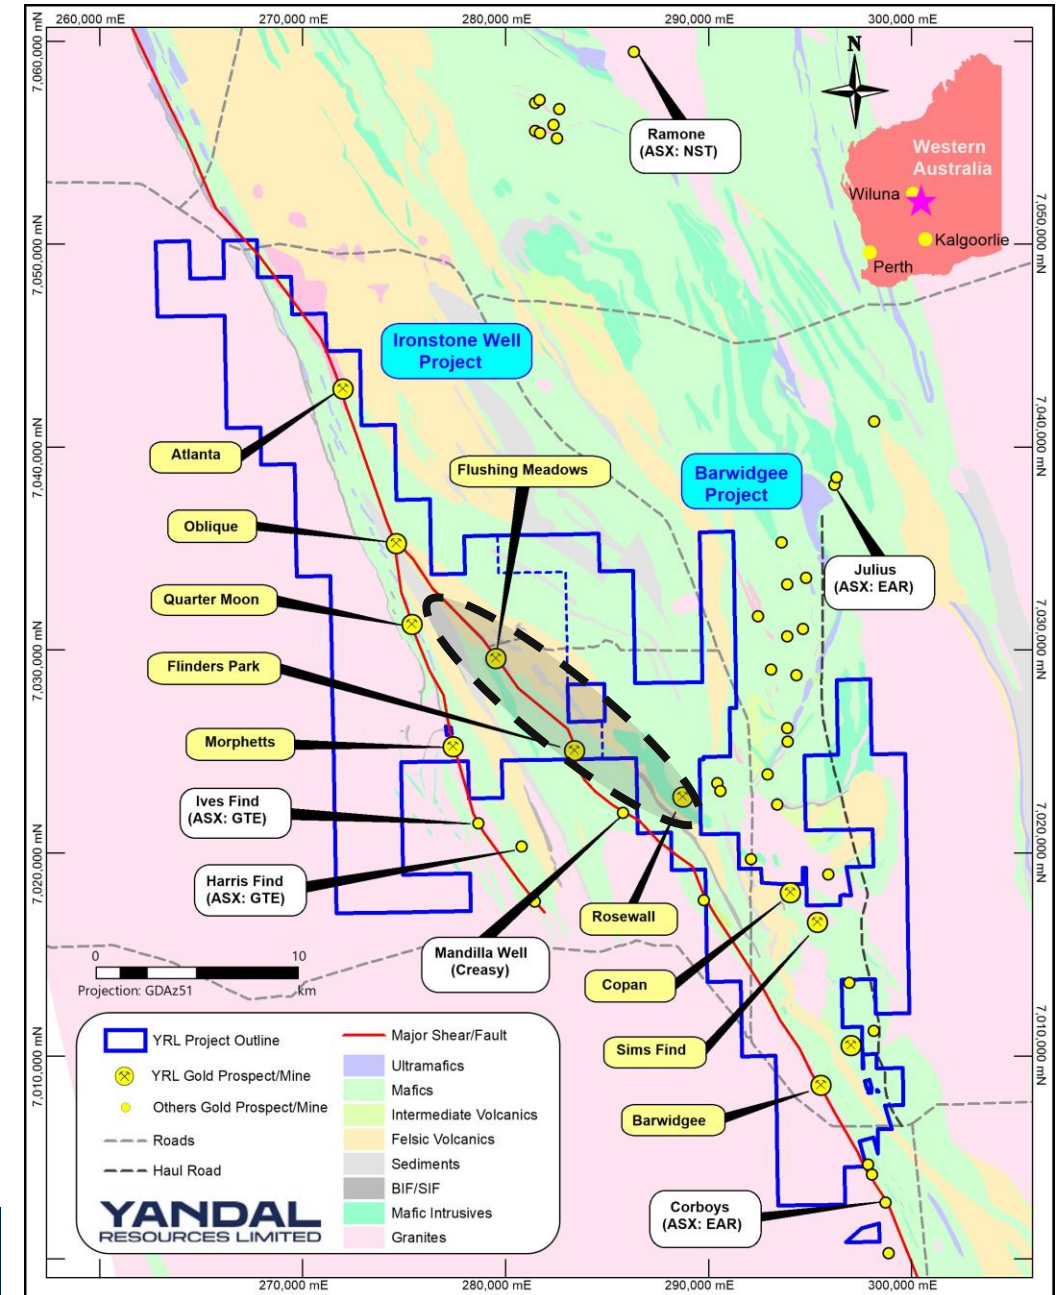 260,000 mE
270,000 mE
280,000 mE
290,000 mE
300,000 mE
7,060,000 mN
7,050,000 mN
7,040,000 mN
7,030,000 mN
7,020,000 mN
7,010,000 mN
N
Ramone
(ASX: NST)
Western
Australia
Wiluna
Kalgoorlie
Perth
7,050,000 mN
Ironstone Well
Project
Atlanta
Flushing Meadows
Barwidgee
Project
7,040,000 mN
Oblique
Julius
(ASX: EAR)
Quarter Moon
7,030,000 mN
Flinders Park
Morphetts
Ives Find
(ASX: GTE)
7,020,000 mN
Harris Find
(ASX: GTE)
Rosewall
Mandilla Well
(Creasy)
0
10
Projection: GDAz51
km
Copan
Sims Find
7,010,000 mN
Barwidgee
Corboys
(ASX: EAR)
YRL Project Outline
YRL Gold Prospect/Mine
Others Gold Prospect/Mine
Roads
Haul Road
Major Shear/Fault
Ultramafics
Mafics
Intermediate Volcanics
Felsic Volcanics
Sediments
BIF/SIF
Mafic Intrusives
Granites
YANDAL
RESOURCES LIMITED
270,000 mE
280,000 mE
290,000 mE
300,000 mE